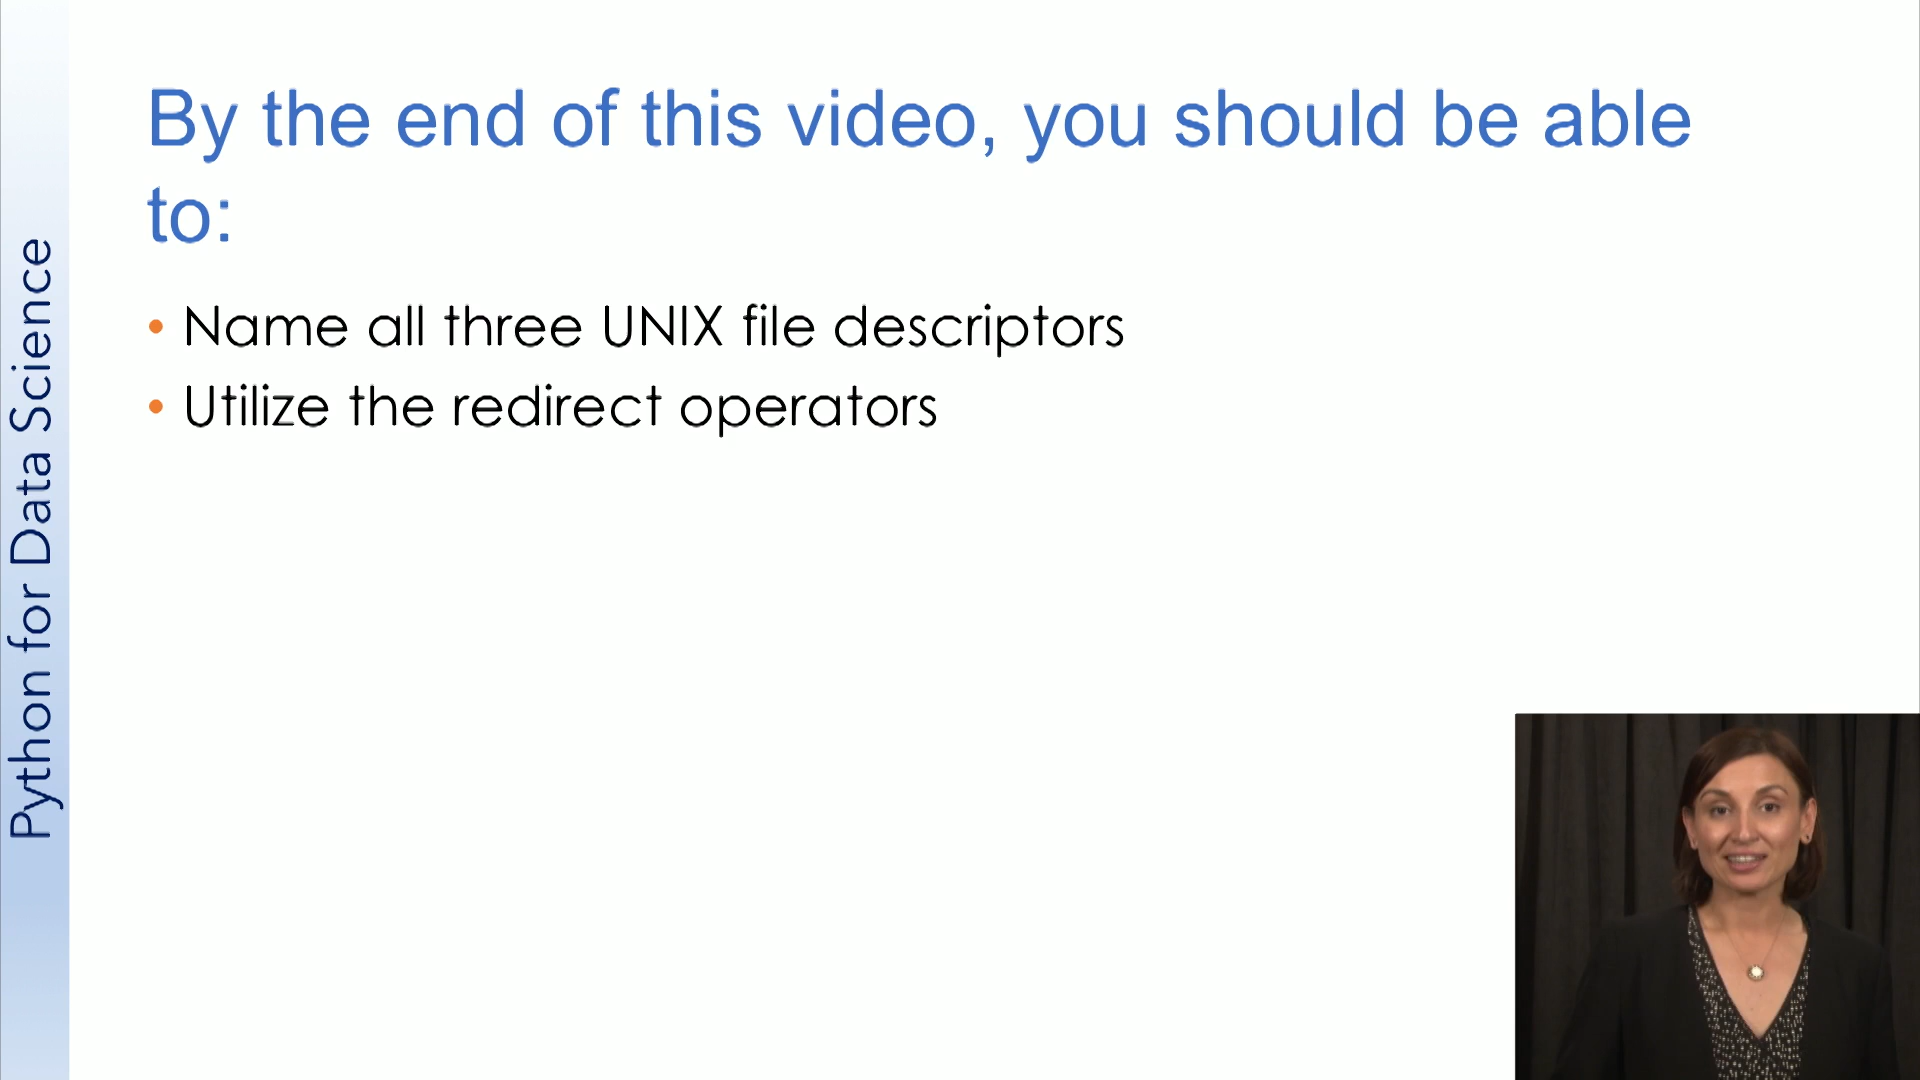 Python for Data Science
By the end of this video, you should be able
to:
• Name all three UNIX file descriptors
• Utilize the redirect operators